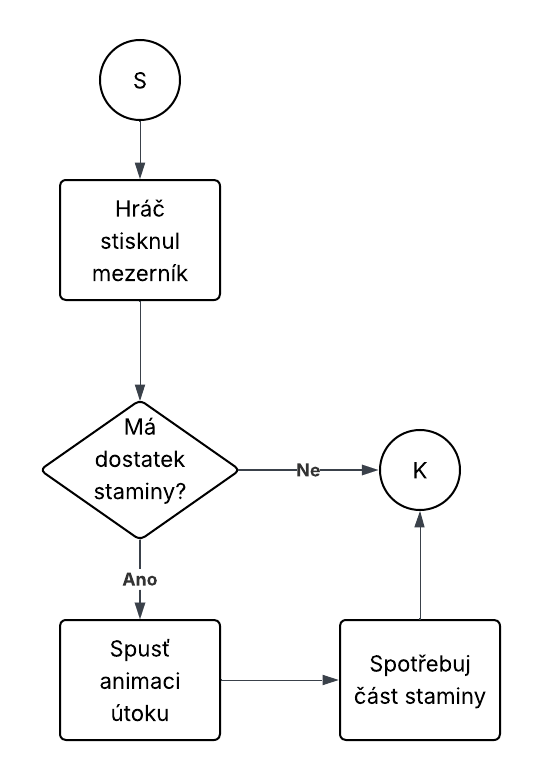 S
Hráč
stisknul
mezerník
Má
dostatek
staminy?
Ne
K
Ano
Spusť
animaci
útoku
Spotřebuj
část staminy